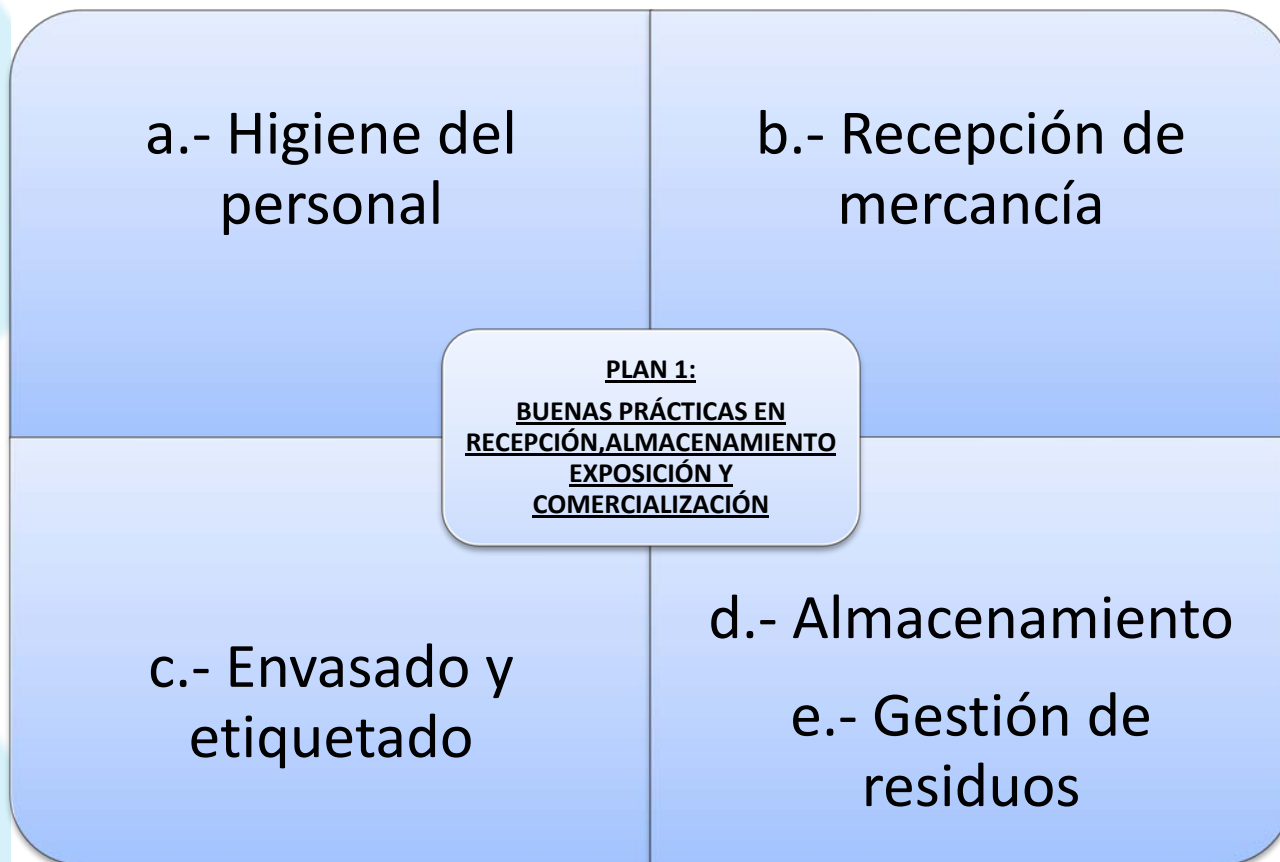 a.- Higiene del
personal
b.- Recepción de
mercancía
PLAN 1:
BUENAS PRÁCTICAS EN
RECEPCIÓN,ALMACENAMIENTO
EXPOSICIÓN Y
COMERCIALIZACIÓN
c.- Envasado y
etiquetado
d.- Almacenamiento
e.- Gestión de
residuos